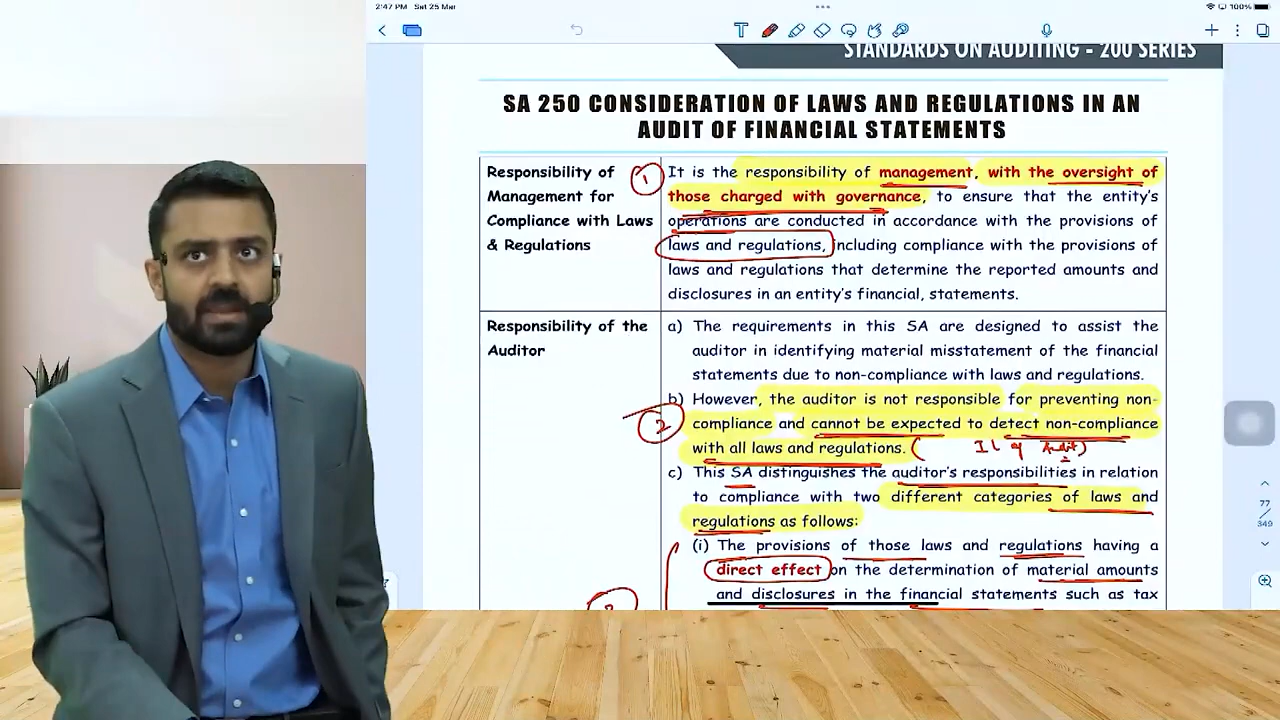 2:47 PM Sat 25 Mar
100%
STANDARDS ON AUDITING - 200 SERIES
SA 250 CONSIDERATION OF LAWS AND REGULATIONS IN AN
AUDIT OF FINANCIAL STATEMENTS
Responsibility of
Management for
Compliance with Laws
& Regulations
1
It is the responsibility of management, with the oversight of
those charged with governance, to ensure that the entity's
operations are conducted in accordance with the provisions of
laws and regulations, including compliance with the provisions of
laws and regulations that determine the reported amounts and
disclosures in an entity's financial, statements.
Responsibility of the
Auditor
a) The requirements in this SA are designed to assist the
auditor in identifying material misstatement of the financial
statements due to non-compliance with laws and regulations.
2
b) However, the auditor is not responsible for preventing non-
compliance and cannot be expected to detect non-compliance
with all laws and regulations. ( IL of Audit)
c) This SA distinguishes the auditor's responsibilities in relation
to compliance with two different categories of laws and
regulations as follows:
(i) The provisions of those laws and regulations having a
direct effect on the determination of material amounts
and disclosures in the financial statements such as tax
77
349